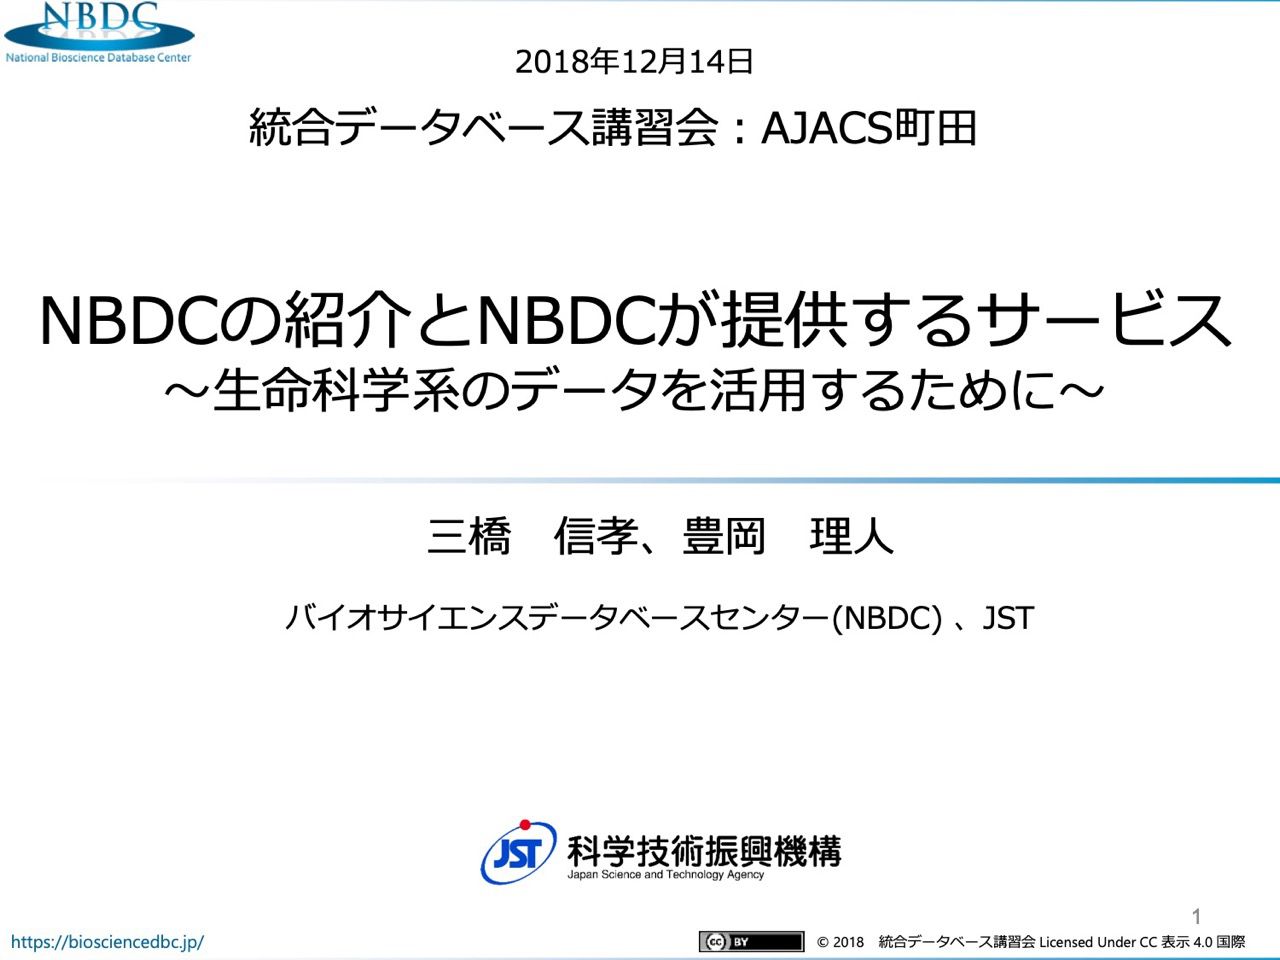 NBDC
National Bioscience Database Center
2018年12月14日
統合データベース講習会：AJACS町田
NBDCの紹介とNBDCが提供するサービス
～生命科学系のデータを活用するために～
三橋　信孝、豊岡　理人
バイオサイエンスデータベースセンター(NBDC) 、JST
JST 科学技術振興機構
Japan Science and Technology Agency
1
https://biosciencedbc.jp/
cc BY © 2018　統合データベース講習会 Licensed Under CC 表示 4.0 国際